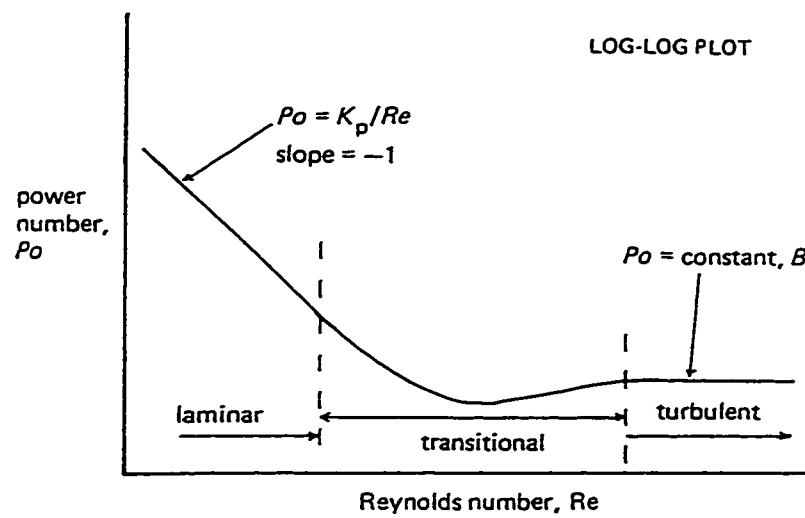 LOG-LOG PLOT
Po = Kp/Re
slope = −1
power
number,
Po
Po = constant, B
laminar
transitional
turbulent
Reynolds number, Re